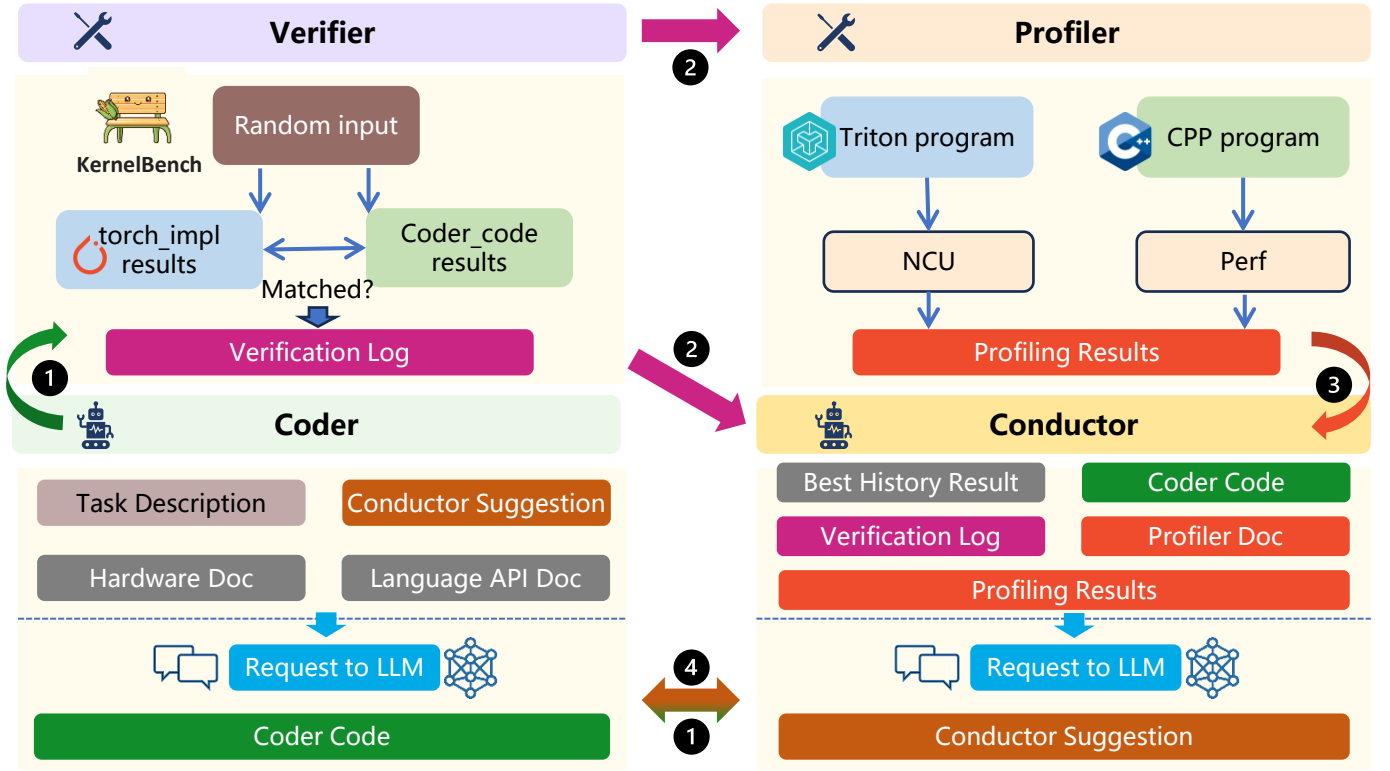 Verifier
2
Profiler
KernelBench
Random input
torch_impl
results
Coder_code
results
Matched?
Verification Log
1
Triton program
C++
CPP program
NCU
Perf
Profiling Results
2
3
Coder
Task Description
Conductor Suggestion
Hardware Doc
Language API Doc
Request to LLM
Coder Code
4
1
Conductor
Best History Result
Coder Code
Verification Log
Profiler Doc
Profiling Results
Request to LLM
Conductor Suggestion